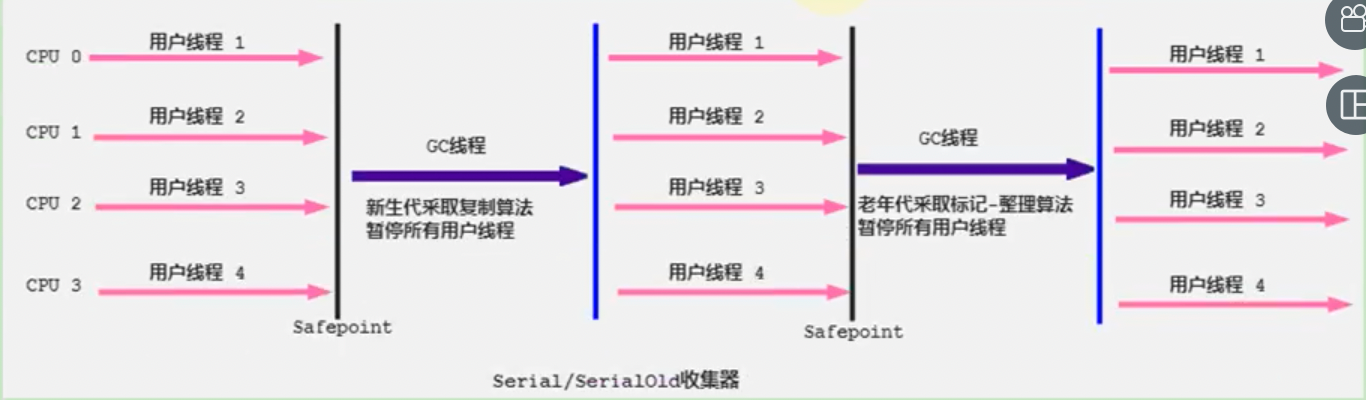 CPU 0
用户线程 1
用户线程 1
用户线程 1
CPU 1
用户线程 2
用户线程 2
用户线程 2
GC线程
GC线程
CPU 2
用户线程 3
用户线程 3
用户线程 3
新生代采取复制算法
暂停所有用户线程
老年代采取标记-整理算法
暂停所有用户线程
CPU 3
用户线程 4
用户线程 4
用户线程 4
Safepoint
Safepoint
Serial/SerialOld收集器